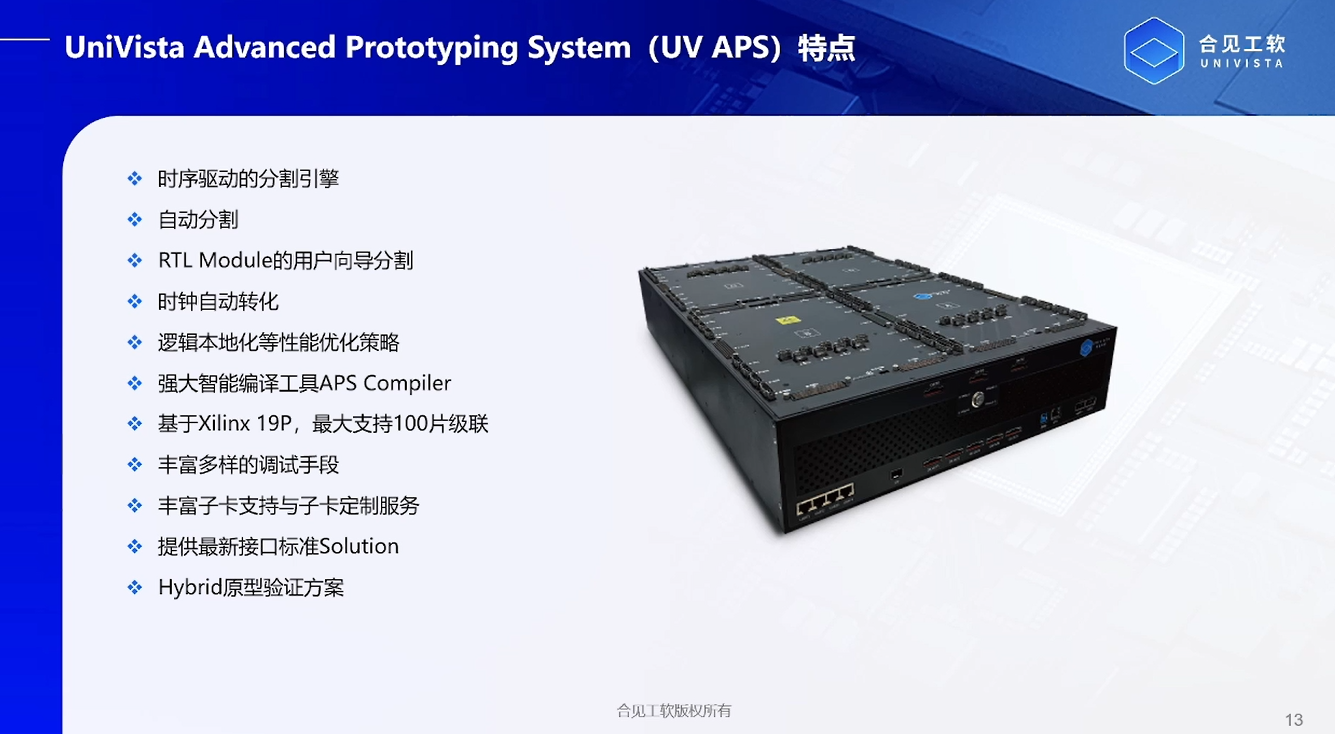 UniVista Advanced Prototyping System（UV APS）特点
合见工软
UNIVISTA
时序驱动的分割引擎
自动分割
RTL Module的用户向导分割
时钟自动转化
逻辑本地化等性能优化策略
强大智能编译工具APS Compiler
基于Xilinx 19P，最大支持100片级联
丰富多样的调试手段
丰富子卡支持与子卡定制服务
提供最新接口标准Solution
Hybrid原型验证方案
合见工软版权所有
13